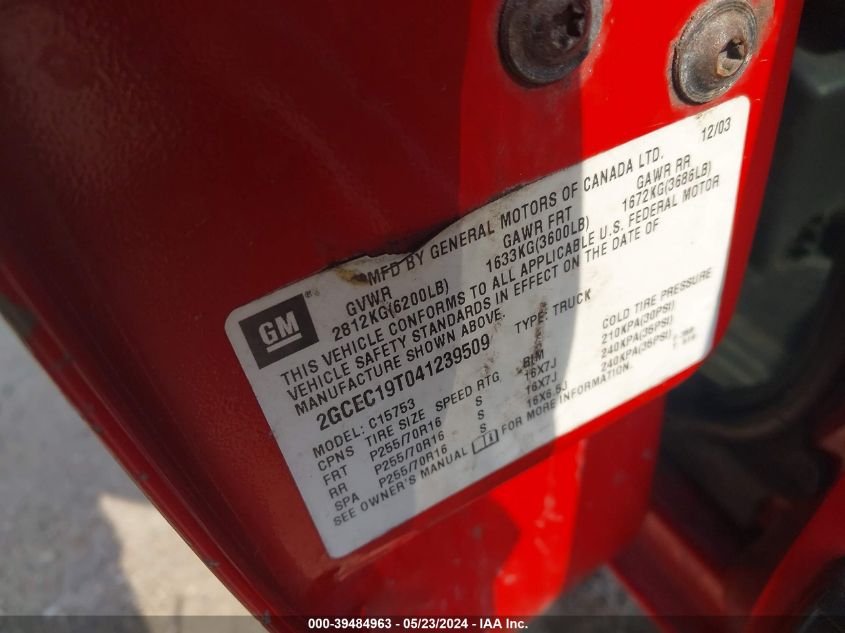 12/03
MFD BY GENERAL MOTORS OF CANADA LTD.
GVWR GAWR FRT GAWR RR
2812KG(6200LB) 1633KG(3600LB) 1672KG(3686LB)
THIS VEHICLE CONFORMS TO ALL APPLICABLE U.S. FEDERAL MOTOR
VEHICLE SAFETY STANDARDS IN EFFECT ON THE DATE OF
MANUFACTURE SHOWN ABOVE.
GM
2GCEC19T041239509 TYPE: TRUCK
MODEL: C15753
CPNS TIRE SIZE SPEED RTG RIM COLD TIRE PRESSURE
FRT P255/70R16 S 16X7J 210KPA(30PSI)
RR P255/70R16 S 16X7J 240KPA(35PSI)
SPA P255/70R16 S 16X6.5J 240KPA(35PSI)
SEE OWNER'S MANUAL FOR MORE INFORMATION.
000-39484963 - 05/23/2024 - IAA Inc.